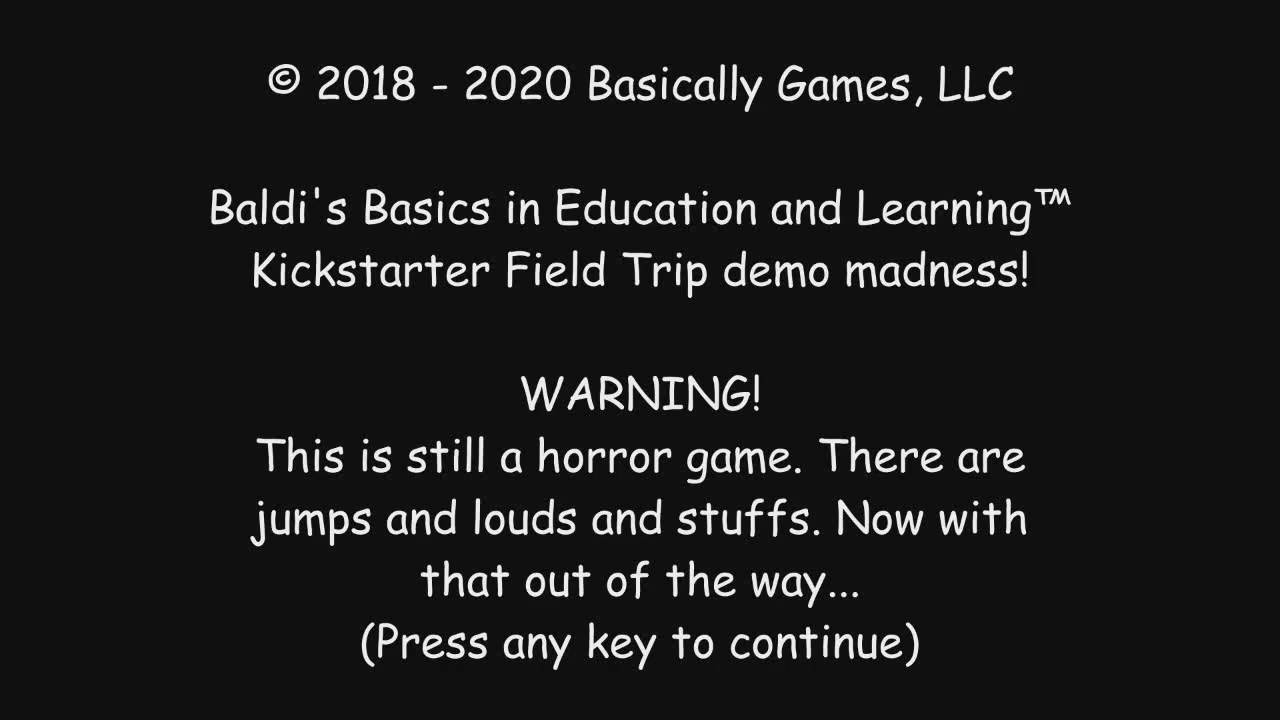 © 2018 - 2020 Basically Games, LLC
Baldi's Basics in Education and Learning™
Kickstarter Field Trip demo madness!
WARNING!
This is still a horror game. There are
jumps and louds and stuffs. Now with
that out of the way...
(Press any key to continue)